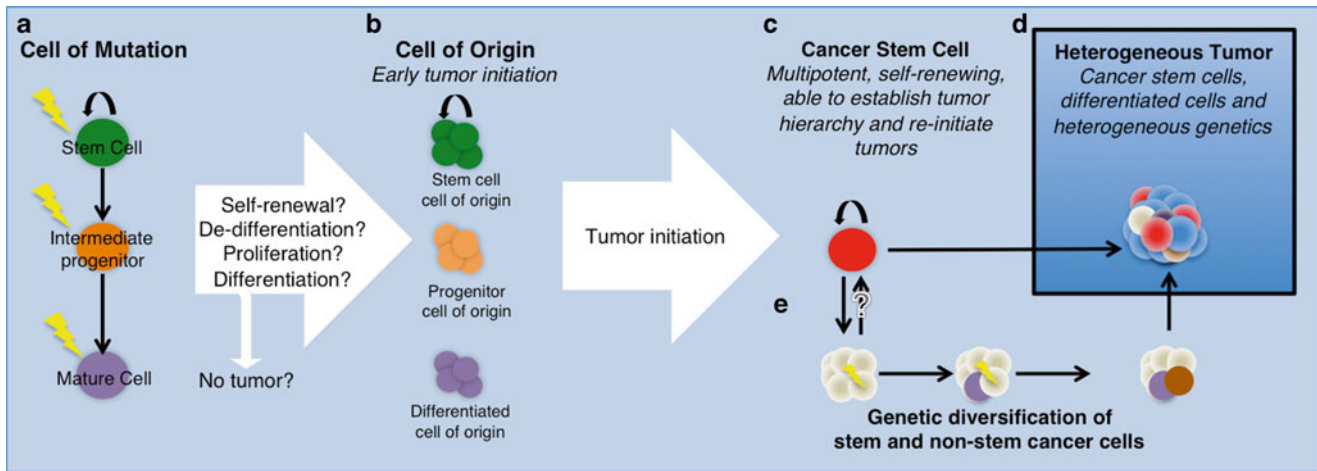 a
Cell of Mutation
Stem Cell
Intermediate
progenitor
Mature Cell
Self-renewal?
De-differentiation?
Proliferation?
Differentiation?
No tumor?
b
Cell of Origin
Early tumor initiation
Stem cell
cell of origin
Progenitor
cell of origin
Differentiated
cell of origin
Tumor initiation
c
Cancer Stem Cell
Multipotent, self-renewing,
able to establish tumor
hierarchy and re-initiate
tumors
d
Heterogeneous Tumor
Cancer stem cells,
differentiated cells and
heterogeneous genetics
e
?
Genetic diversification of
stem and non-stem cancer cells